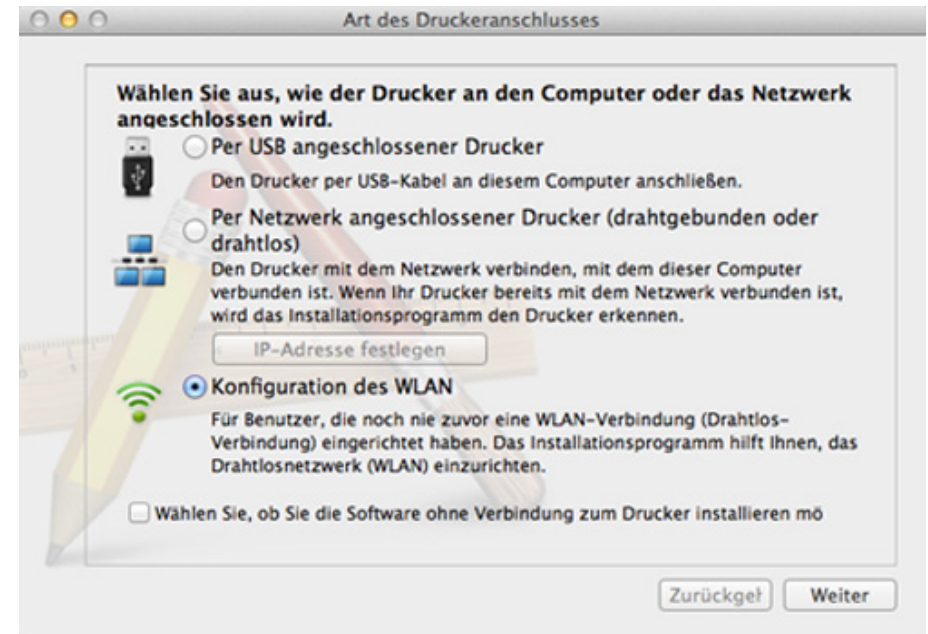 Art des Druckeranschlusses
Wählen Sie aus, wie der Drucker an den Computer oder das Netzwerk
angeschlossen wird.
Per USB angeschlossener Drucker
Den Drucker per USB-Kabel an diesem Computer anschließen.
Per Netzwerk angeschlossener Drucker (drahtgebunden oder
drahtlos)
Den Drucker mit dem Netzwerk verbinden, mit dem dieser Computer
verbunden ist. Wenn Ihr Drucker bereits mit dem Netzwerk verbunden ist,
wird das Installationsprogramm den Drucker erkennen.
IP-Adresse festlegen
Konfiguration des WLAN
Für Benutzer, die noch nie zuvor eine WLAN-Verbindung (Drahtlos-
Verbindung) eingerichtet haben. Das Installationsprogramm hilft Ihnen, das
Drahtlosnetzwerk (WLAN) einzurichten.
Wählen Sie, ob Sie die Software ohne Verbindung zum Drucker installieren mö
Zurückgeh Weiter